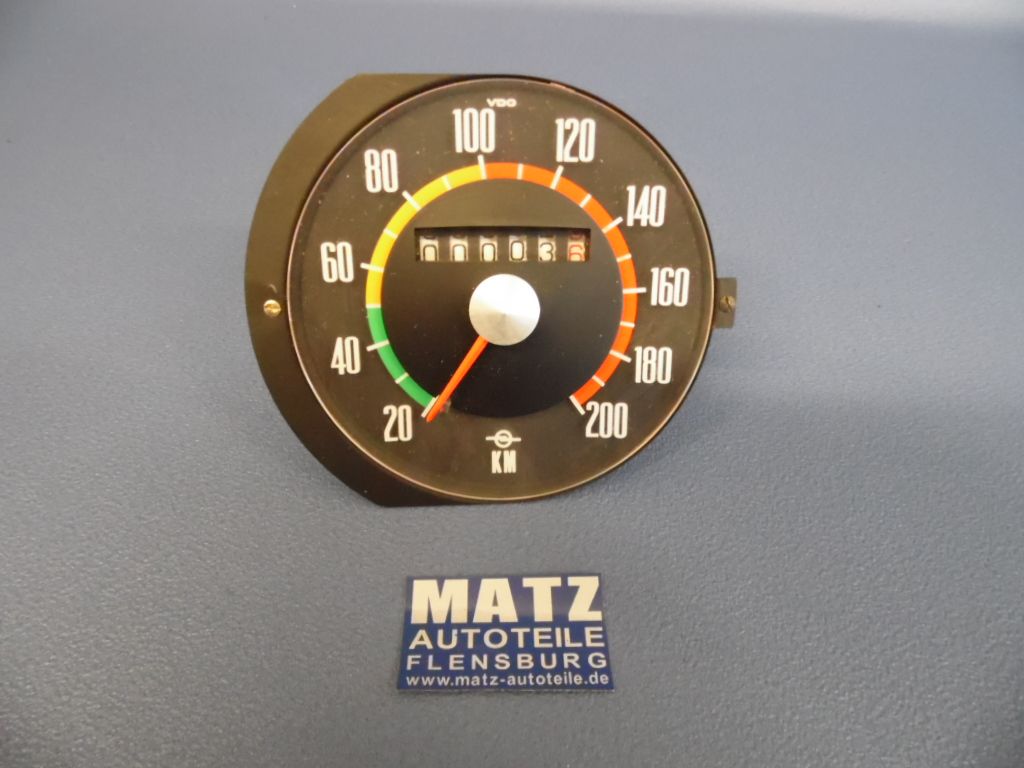 VDO
100
120
80
140
60
00003
160
40
180
20
200
KM
MATZ
AUTOTEILE
FLENSBURG
www.matz-autoteile.de